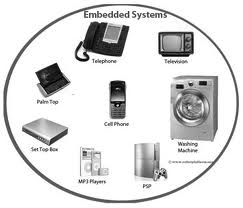 Embedded Systems
Telephone
Television
Palm Top
Cell Phone
Washing
Machine
Set Top Box
MP3 Players
PSP